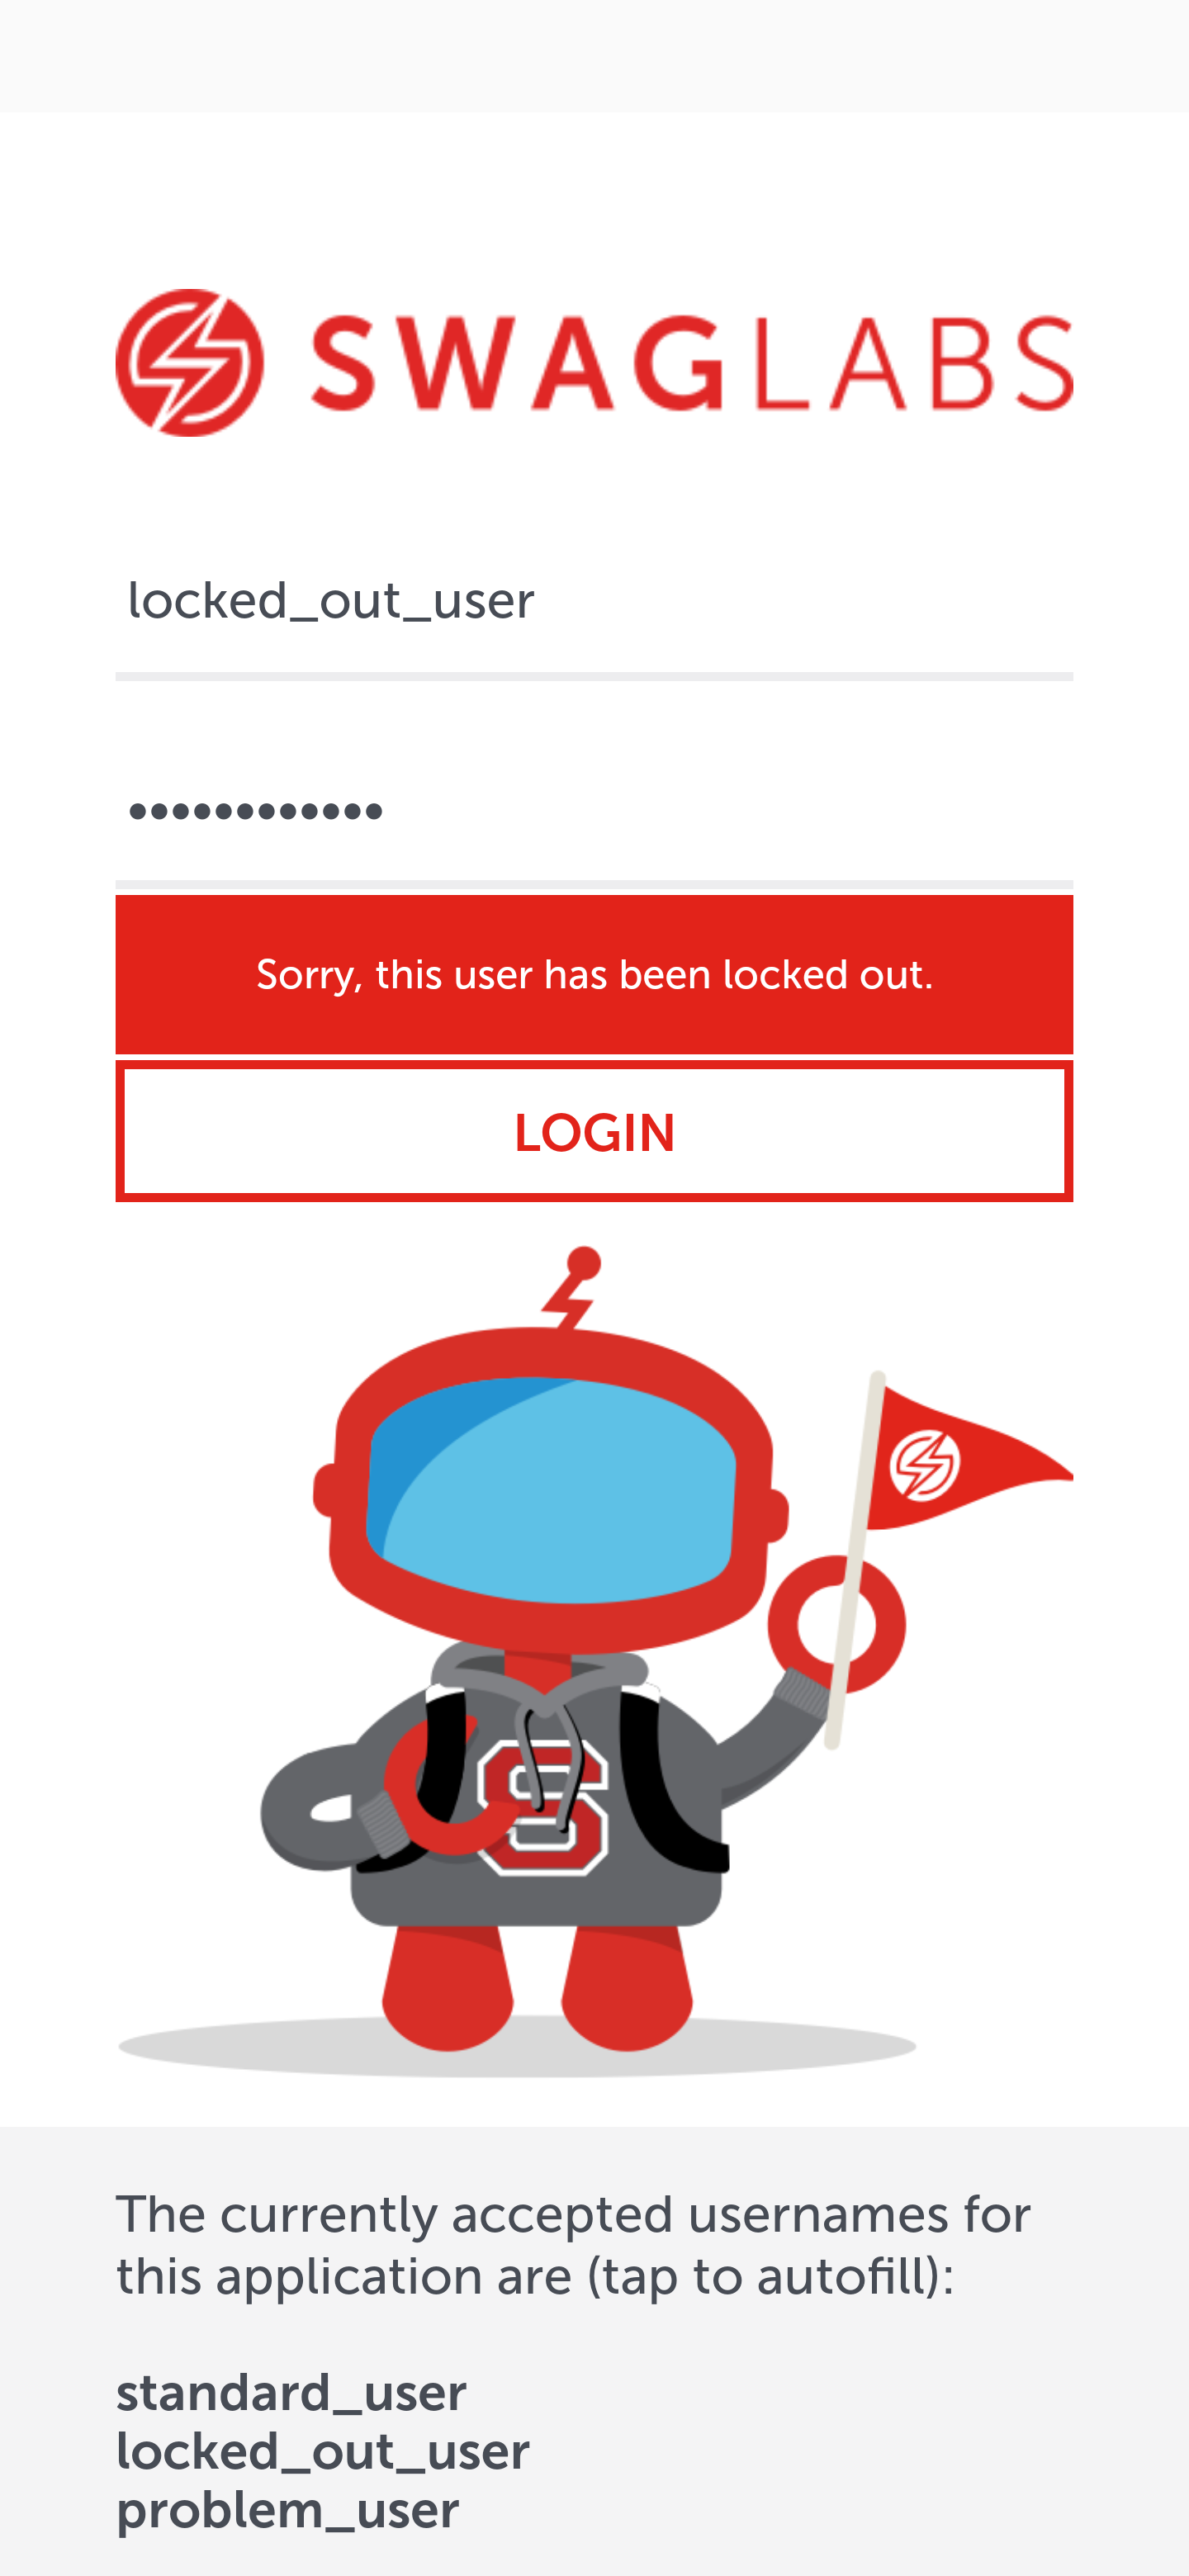 SWAGLABS
locked_out_user
••••••••••••
Sorry, this user has been locked out.
LOGIN
S
The currently accepted usernames for
this application are (tap to autofill):
standard_user
locked_out_user
problem_user